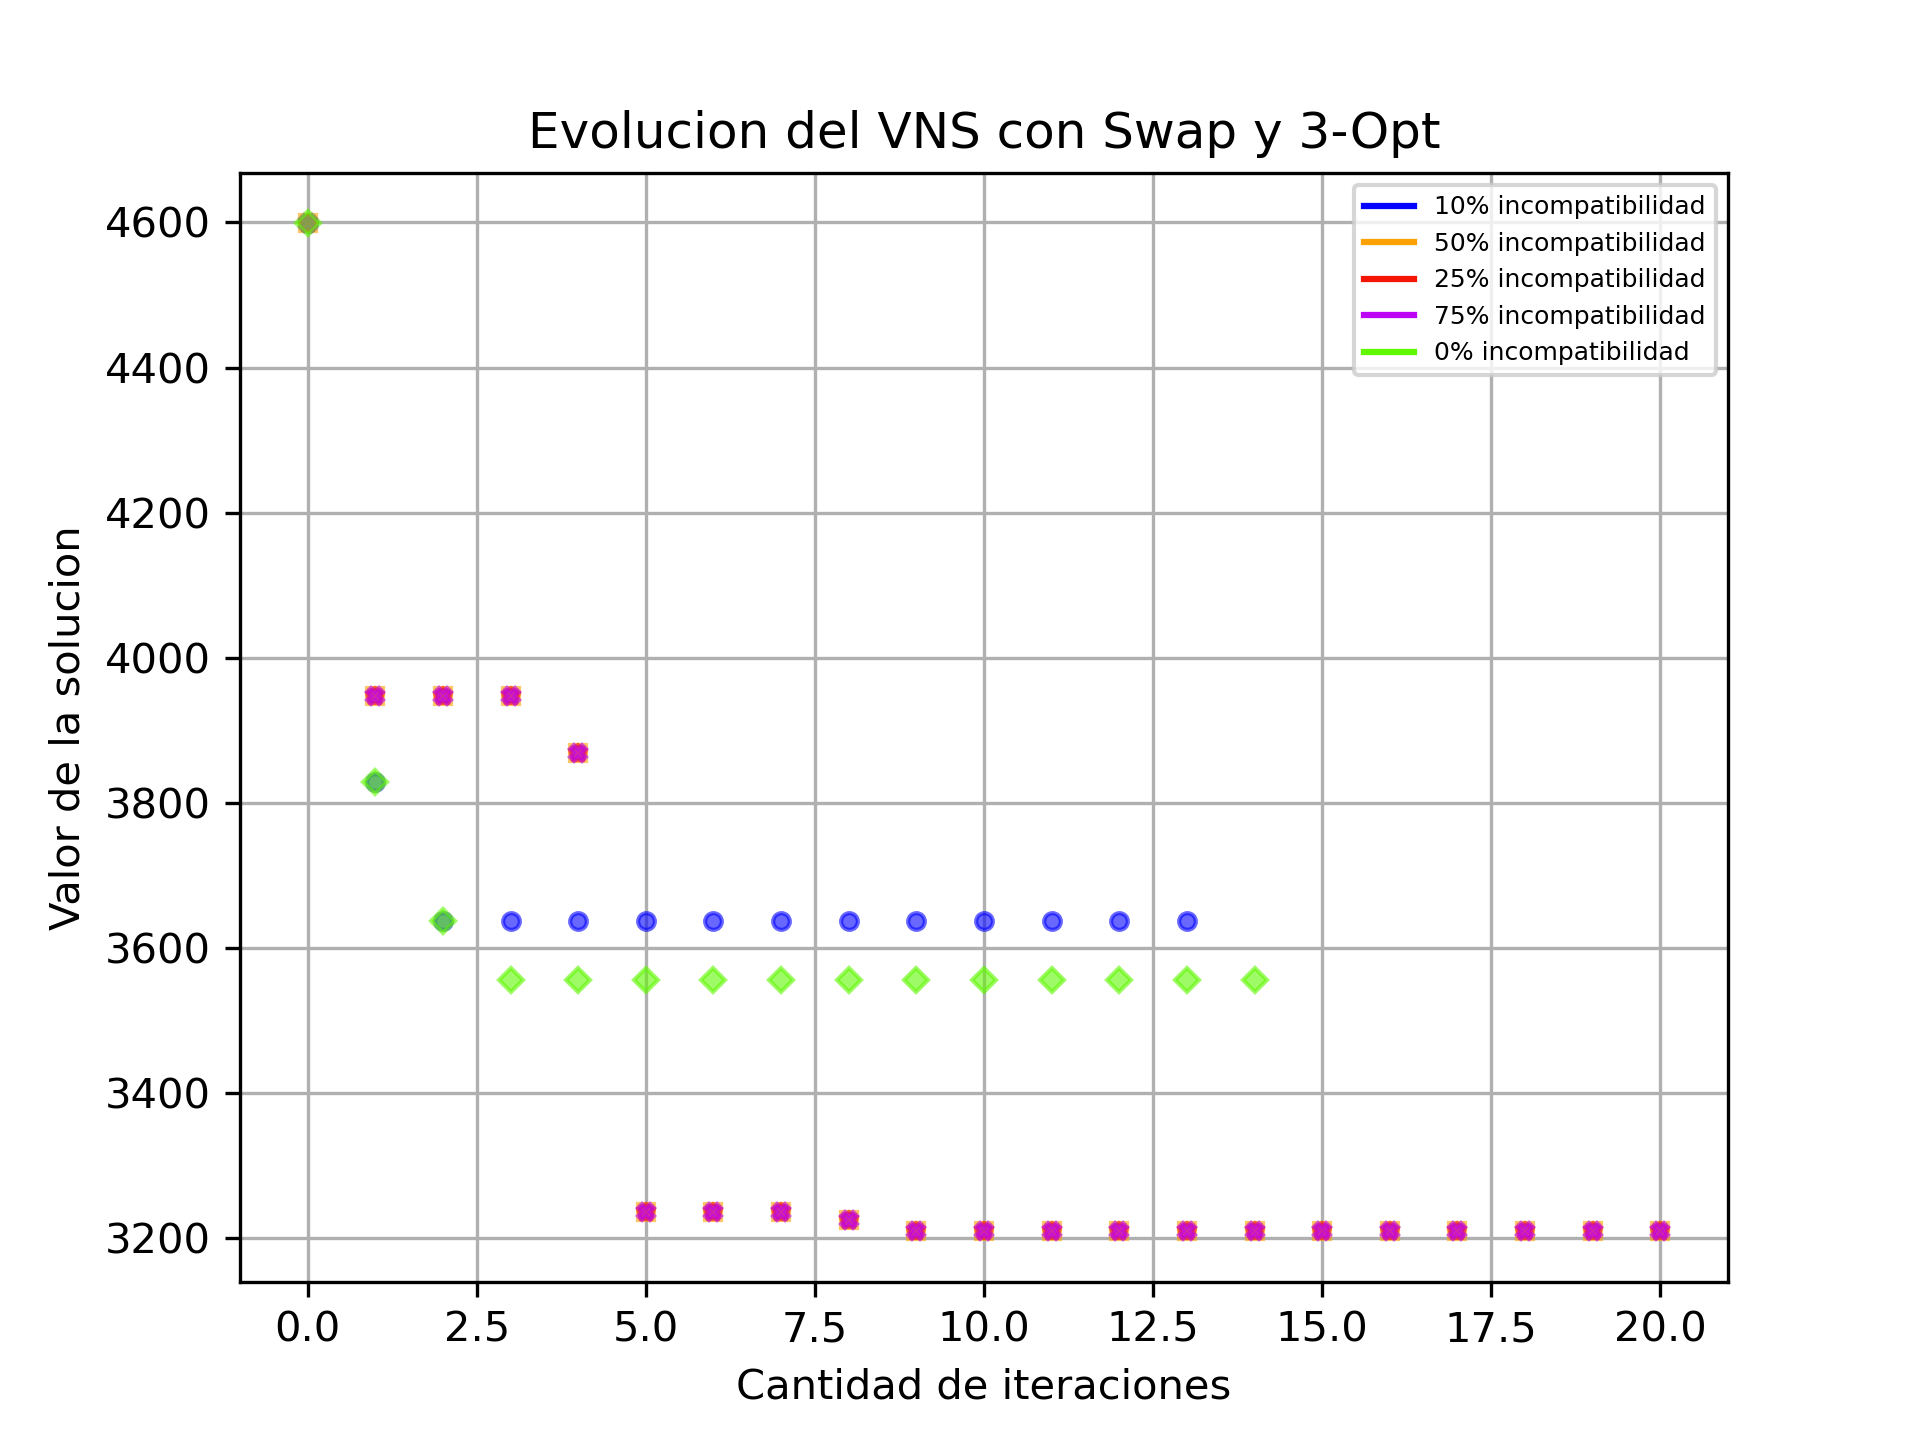 Evolucion del VNS con Swap y 3-Opt
10% incompatibilidad
50% incompatibilidad
25% incompatibilidad
75% incompatibilidad
0% incompatibilidad
Valor de la solucion
4600
4400
4200
4000
3800
3600
3400
3200
0.0 2.5 5.0 7.5 10.0 12.5 15.0 17.5 20.0
Cantidad de iteraciones